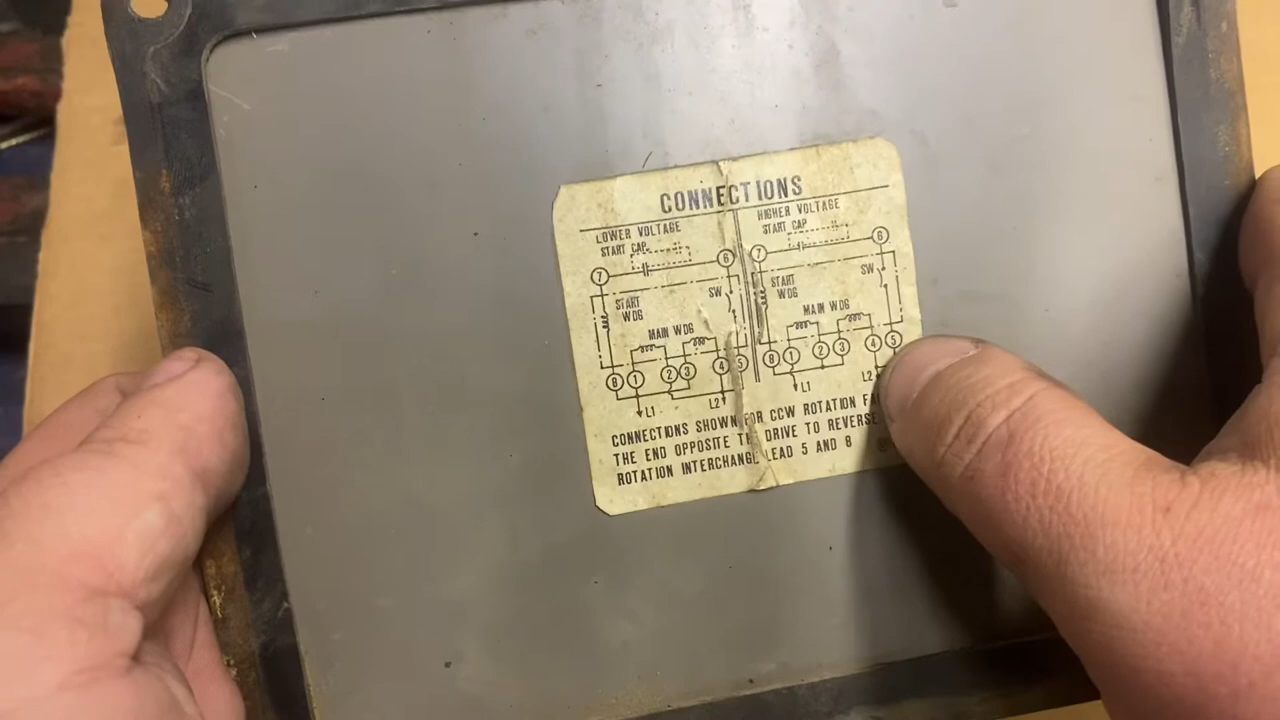 CONNECTIONS
LOWER VOLTAGE
START CAP
7
6
START WDG
SW
MAIN WDG
8 1 2 3 4 5
L1 L2
HIGHER VOLTAGE
START CAP
7
6
START WDG
SW
MAIN WDG
8 1 2 3 4 5
L1 L2
CONNECTIONS SHOWN FOR CCW ROTATION
THE END OPPOSITE THE DRIVE TO REVERSE
ROTATION INTERCHANGE LEAD 5 AND 8